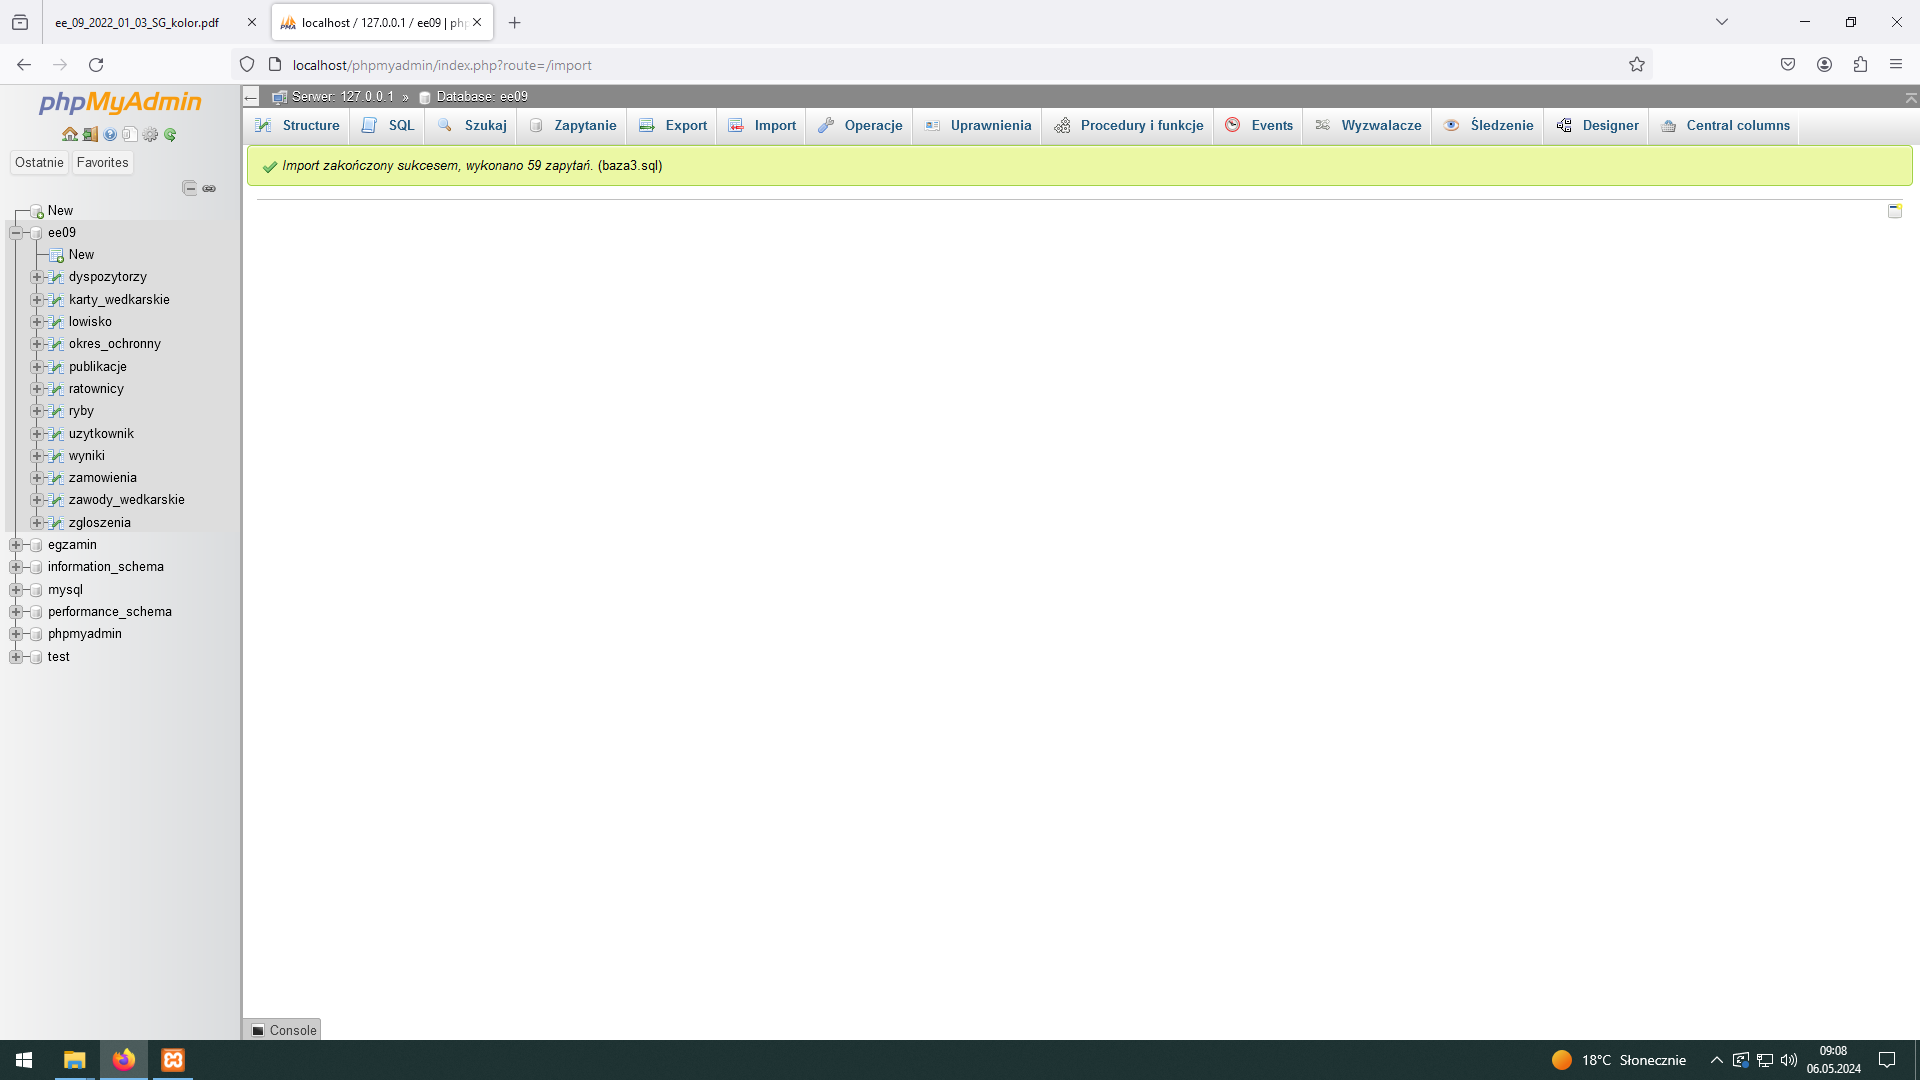 ee_09_2022_01_03_SG_kolor.pdf
localhost / 127.0.0.1 / ee09 | php
localhost/phpmyadmin/index.php?route=/import
phpMyAdmin
Serwer: 127.0.0.1 » Database: ee09
Structure SQL Szukaj Zapytanie Export Import Operacje Uprawnienia Procedury i funkcje Events Wyzwalacze Śledzenie Designer Central columns
Ostatnie Favorites
Import zakończony sukcesem, wykonano 59 zapytań. (baza3.sql)
New
ee09
New
dyspozytorzy
karty_wedkarskie
lowisko
okres_ochronny
publikacje
ratownicy
ryby
uzytkownik
wyniki
zamowienia
zawody_wedkarskie
zgloszenia
egzamin
information_schema
mysql
performance_schema
phpmyadmin
test
Console
18°C Słonecznie
09:08
06.05.2024